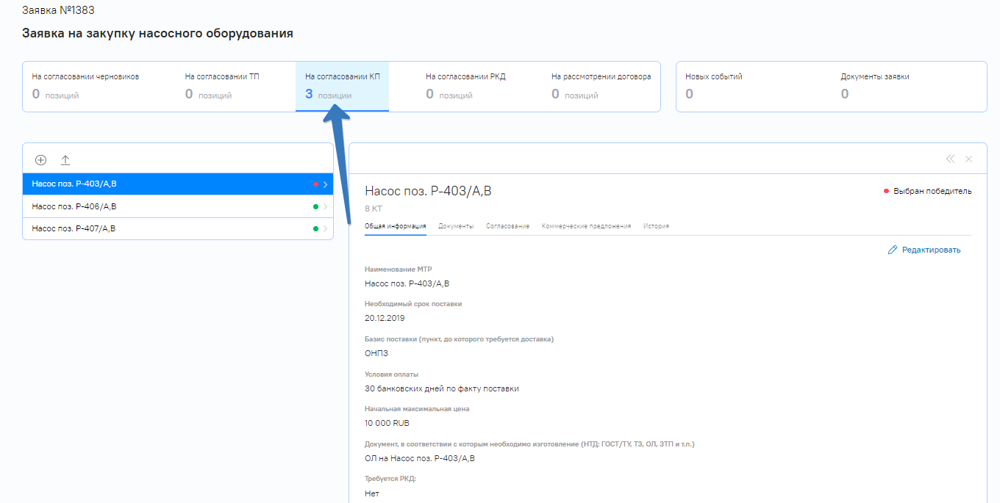 Заявка №1383
Заявка на закупку насосного оборудования
На согласовании черновиков
0 позиций
На согласовании ТП
0 позиций
На согласовании КП
3 позиции
На согласовании РКД
0 позиций
На рассмотрении договора
0 позиций
Новых событий
0
Документы заявки
0
Насос поз. Р-403/А,В
Насос поз. Р-406/А,В
Насос поз. Р-407/А,В
Насос поз. Р-403/А,В
Выбран победитель
8 КТ
Общая информация Документы Согласование Коммерческие предложения История
Редактировать
Наименование МТР
Насос поз. Р-403/А,В
Необходимый срок поставки
20.12.2019
Базис поставки (пункт, до которого требуется доставка)
ОНПЗ
Условия оплаты
30 банковских дней по факту поставки
Начальная максимальная цена
10 000 RUB
Документ, в соответствии с которым необходимо изготовление (НТД: ГОСТ/ТУ, ТЗ, ОЛ, ЗТП и т.п.)
ОЛ на Насос поз. Р-403/А,В
Требуется РКД:
Нет